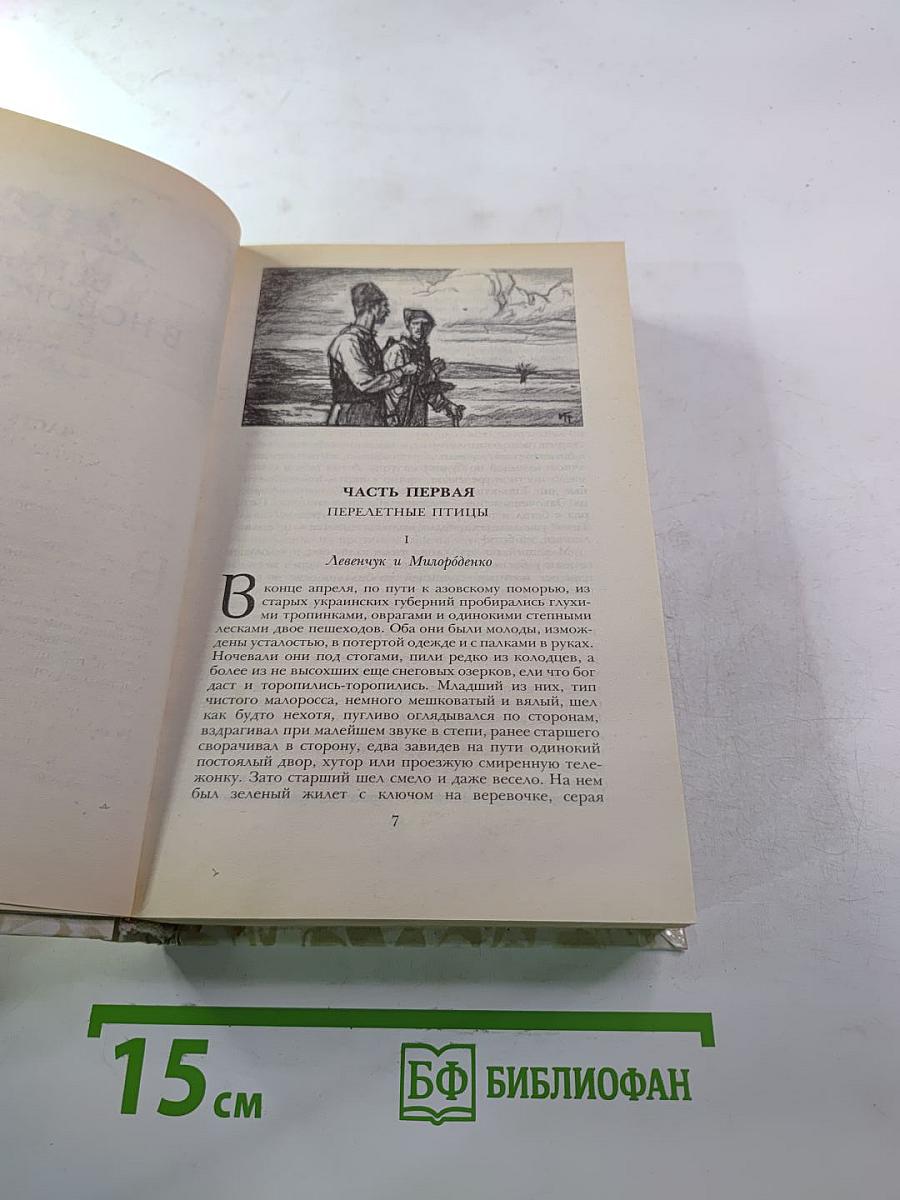 ЧАСТЬ ПЕРВАЯ
ПЕРЕЛЕТНЫЕ ПТИЦЫ
I
Левенчук и Милорóденко
В конце апреля, по пути к азовскому поморью, из
старых украинских губерний пробирались глухи-
ми тропинками, оврагами и одинокими степными
лесками двое пешеходов. Оба они были молоды, измож-
дены усталостью, в потертой одежде и с палками в руках.
Ночевали они под стогами, пили редко из колодцев, а
более из не высохших еще снеговых озерков, ели что бог
даст и торопились-торопились. Младший из них, тип
чистого малоросса, немного мешковатый и вялый, шел
как будто нехотя, пугливо оглядывался по сторонам,
вздрагивал при малейшем звуке в степи, ранее старшего
сворачивал в сторону, едва завидев на пути одинокий
постоялый двор, хутор или проезжую смиренную теле-
жонку. Зато старший шел смело и даже весело. На нем
был зеленый жилет с ключом на веревочке, серая
7
15 см
БФ БИБЛИОФАН